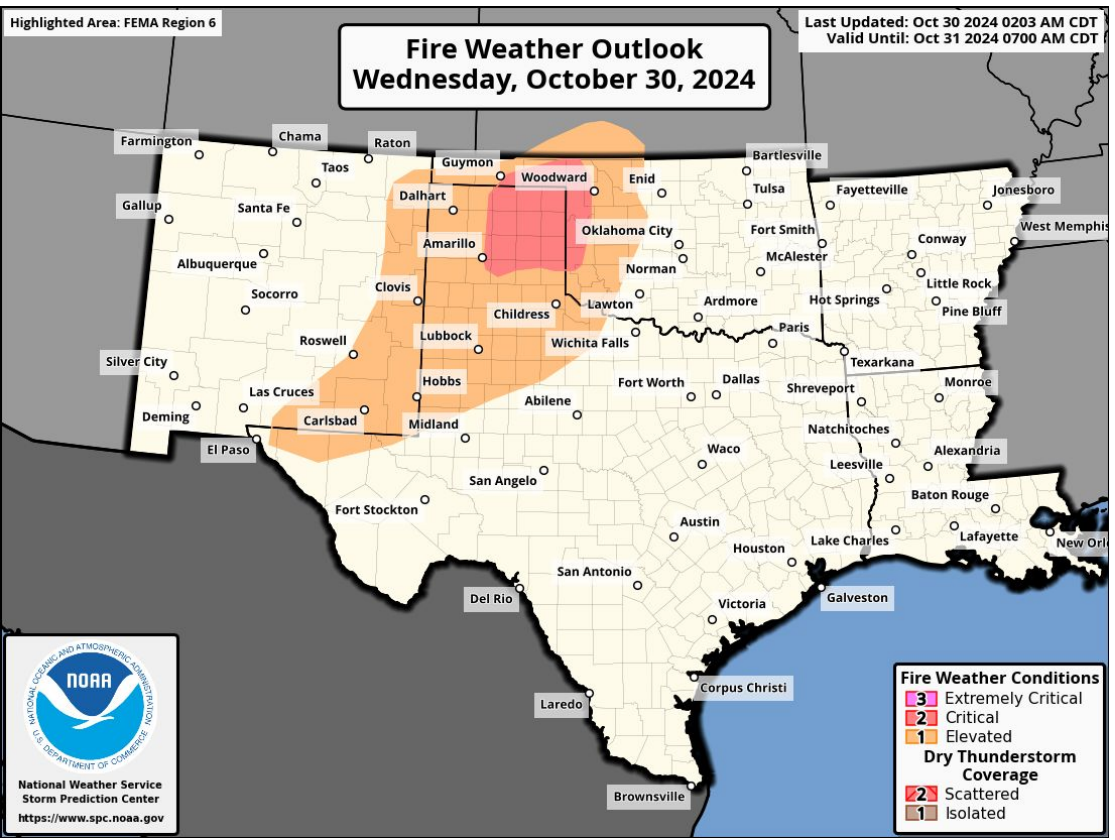 Highlighted Area: FEMA Region 6
Last Updated: Oct 30 2024 0203 AM CDT
Valid Until: Oct 31 2024 0700 AM CDT
Fire Weather Outlook
Wednesday, October 30, 2024
Farmington
Chama
Raton
Taos
Guymon
Woodward
Enid
Bartlesville
Tulsa
Fayetteville
Jonesboro
Gallup
Santa Fe
Dalhart
Amarillo
Oklahoma City
Fort Smith
West Memphis
Albuquerque
Norman
McAlester
Conway
Socorro
Clovis
Childress
Lawton
Ardmore
Hot Springs
Little Rock
Pine Bluff
Roswell
Lubbock
Wichita Falls
Paris
Silver City
Texarkana
Las Cruces
Hobbs
Fort Worth
Dallas
Shreveport
Monroe
Deming
Carlsbad
Midland
Abilene
Natchitoches
El Paso
San Angelo
Waco
Leesville
Alexandria
Fort Stockton
Austin
Baton Rouge
Houston
Lake Charles
Lafayette
New Orl
San Antonio
Del Rio
Victoria
Galveston
Laredo
Corpus Christi
Brownsville
NATIONAL OCEANIC AND ATMOSPHERIC ADMINISTRATION
NOAA
U.S. DEPARTMENT OF COMMERCE
National Weather Service
Storm Prediction Center
https://www.spc.noaa.gov
Fire Weather Conditions
3 Extremely Critical
2 Critical
1 Elevated
Dry Thunderstorm
Coverage
2 Scattered
1 Isolated